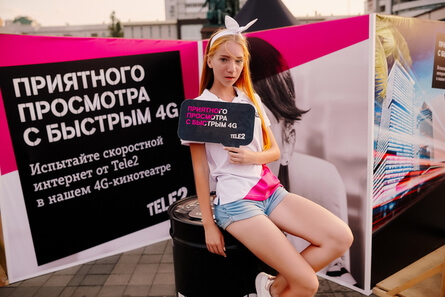 ПРИЯТНОГО
ПРОСМОТРА
С БЫСТРЫМ 4G
Испытайте скоростной
интернет от Tele2
в нашем 4G-кинотеатре
TELE2
ПРИЯТНОГО
ПРОСМОТРА
С БЫСТРЫМ 4G
TELE2